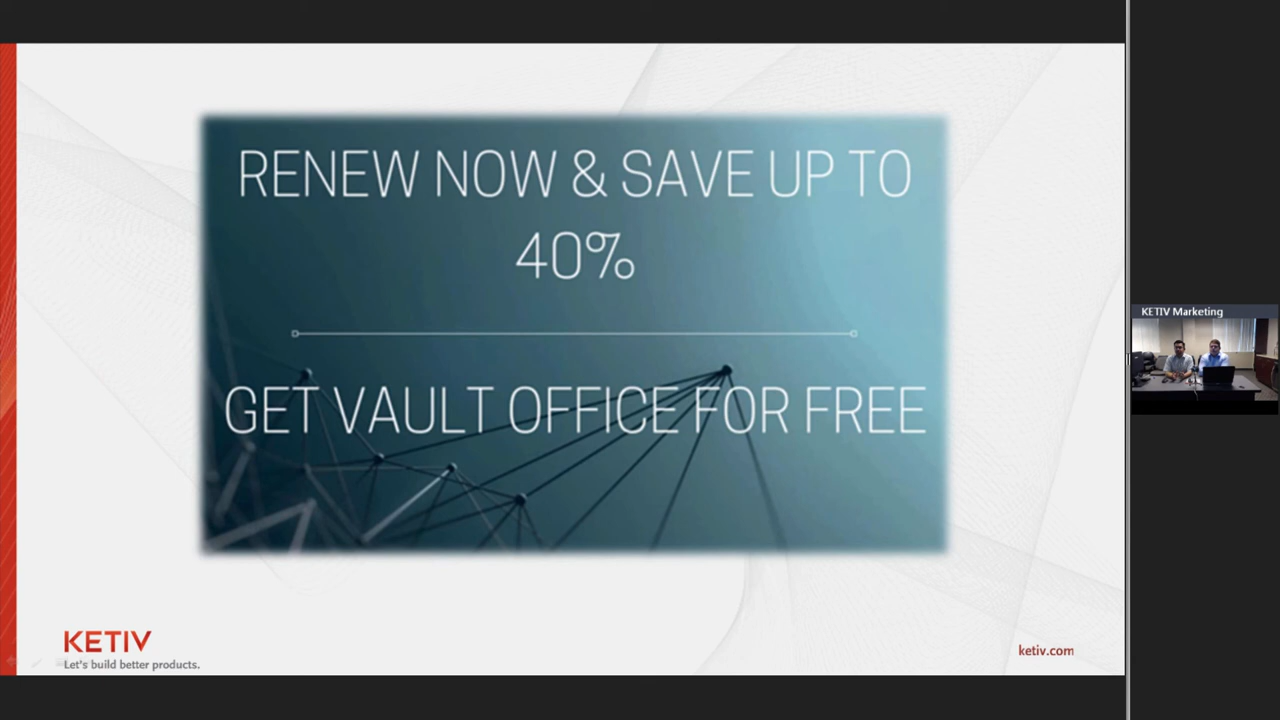 RENEW NOW & SAVE UP TO
40%
GET VAULT OFFICE FOR FREE
KETIV Marketing
KETIV
Let's build better products.
ketiv.com